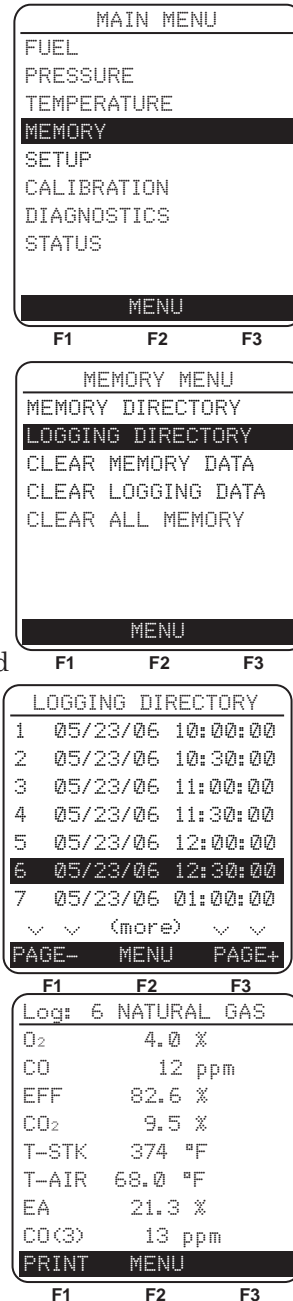 MAIN MENU
FUEL
PRESSURE
TEMPERATURE
MEMORY
SETUP
CALIBRATION
DIAGNOSTICS
STATUS
MENU
F1 F2 F3
MEMORY MENU
MEMORY DIRECTORY
LOGGING DIRECTORY
CLEAR MEMORY DATA
CLEAR LOGGING DATA
CLEAR ALL MEMORY
MENU
F1 F2 F3
LOGGING DIRECTORY
1 05/23/06 10:00:00
2 05/23/06 10:30:00
3 05/23/06 11:00:00
4 05/23/06 11:30:00
5 05/23/06 12:00:00
6 05/23/06 12:30:00
7 05/23/06 01:00:00
(more)
PAGE- MENU PAGE+
F1 F2 F3
Log: 6 NATURAL GAS
O2 4.0 %
CO 12 ppm
EFF 82.6 %
CO2 9.5 %
T-STK 374 °F
T-AIR 68.0 °F
EA 21.3 %
CO(3) 13 ppm
PRINT MENU
F1 F2 F3